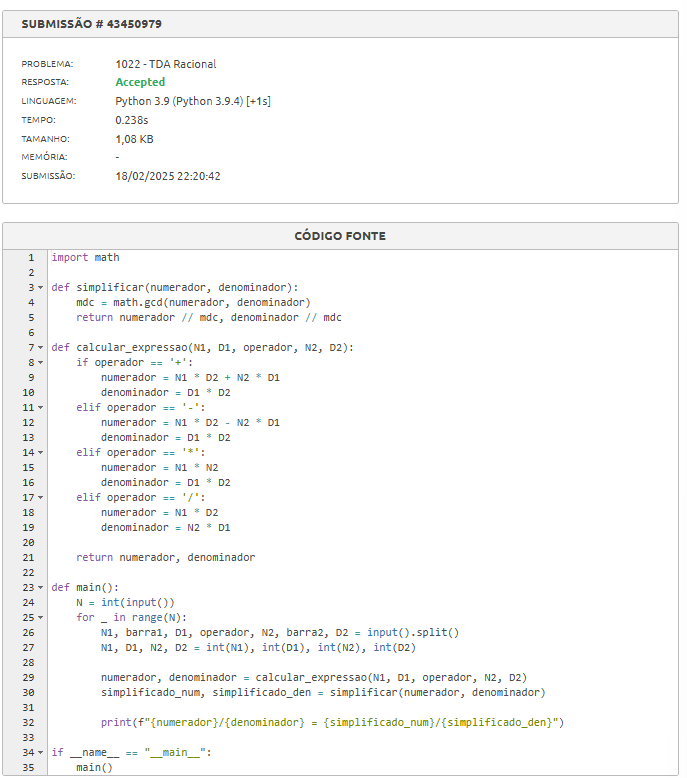 SUBMISSÃO # 43450979
PROBLEMA: 1022 - TDA Racional
RESPOSTA: Accepted
LINGUAGEM: Python 3.9 (Python 3.9.4) [+1s]
TEMPO: 0.238s
TAMANHO: 1,08 KB
MEMÓRIA: -
SUBMISSÃO: 18/02/2025 22:20:42
CÓDIGO FONTE
1 import math
2
3 def simplificar(numerador, denominador):
4     mdc = math.gcd(numerador, denominador)
5     return numerador // mdc, denominador // mdc
6
7 def calcular_expressao(N1, D1, operador, N2, D2):
8     if operador == '+':
9         numerador = N1 * D2 + N2 * D1
10         denominador = D1 * D2
11     elif operador == '-':
12         numerador = N1 * D2 - N2 * D1
13         denominador = D1 * D2
14     elif operador == '*':
15         numerador = N1 * N2
16         denominador = D1 * D2
17     elif operador == '/':
18         numerador = N1 * D2
19         denominador = N2 * D1
20
21     return numerador, denominador
22
23 def main():
24     N = int(input())
25     for _ in range(N):
26         N1, barra1, D1, operador, N2, barra2, D2 = input().split()
27         N1, D1, N2, D2 = int(N1), int(D1), int(N2), int(D2)
28
29         numerador, denominador = calcular_expressao(N1, D1, operador, N2, D2)
30         simplificado_num, simplificado_den = simplificar(numerador, denominador)
31
32         print(f"{numerador}/{denominador} = {simplificado_num}/{simplificado_den}")
33
34 if __name__ == "__main__":
35     main()